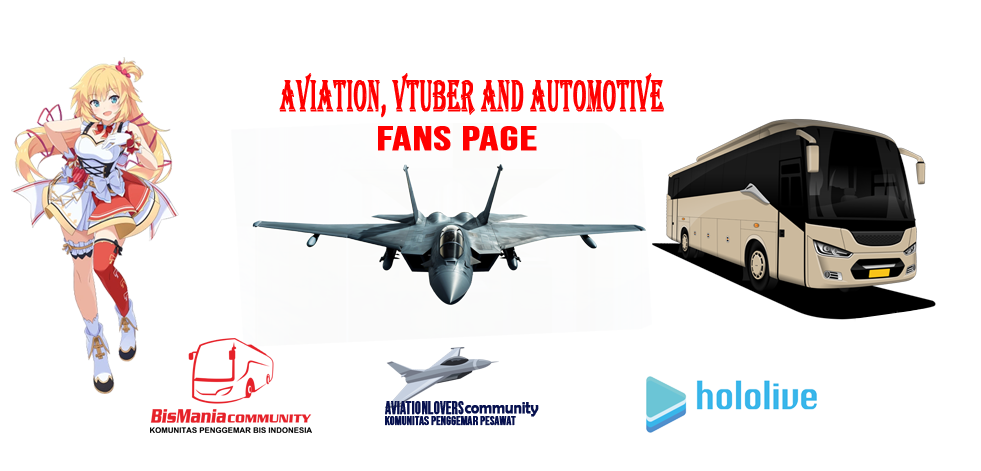 AVIATION, VTUBER AND AUTOMOTIVE
FANS PAGE
BisMania COMMUNITY
KOMUNITAS PENGGEMAR BIS INDONESIA
AVIATIONLOVERS community
KOMUNITAS PENGGEMAR PESAWAT
hololive